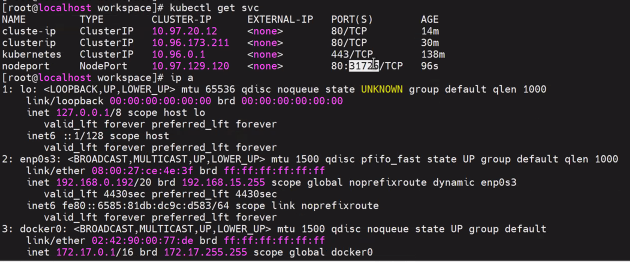 [root@localhost workspace]# kubectl get svc
NAME TYPE CLUSTER-IP EXTERNAL-IP PORT(S) AGE
cluste-ip ClusterIP 10.97.20.12 <none> 80/TCP 14m
clusterip ClusterIP 10.96.173.211 <none> 80/TCP 30m
kubernetes ClusterIP 10.96.0.1 <none> 443/TCP 138m
nodeport NodePort 10.97.129.120 <none> 96s
[root@localhost workspace]# ip a
1: lo: <LOOPBACK,UP,LOWER_UP> mtu 65536 qdisc noqueue state UNKNOWN group default qlen 1000
link/loopback 00:00:00:00:00:00 brd 00:00:00:00:00:00
inet 127.0.0.1/8 scope host lo
valid_lft forever preferred_lft forever
inet6 ::1/128 scope host
valid_lft forever preferred_lft forever
2: enp0s3: <BROADCAST,MULTICAST,UP,LOWER_UP> mtu 1500 qdisc pfifo_fast state UP group default qlen 1000
link/ether 08:00:27:ce:4e:3f brd ff:ff:ff:ff:ff:ff
inet 192.168.0.192/20 brd 192.168.15.255 scope global noprefixroute dynamic enp0s3
valid_lft 4430sec preferred_lft 4430sec
inet6 fe80::6585:81db:dc9c:d583/64 scope link noprefixroute
valid_lft forever preferred_lft forever
3: docker0: <BROADCAST,MULTICAST,UP,LOWER_UP> mtu 1500 qdisc noqueue state UP group default
link/ether 02:42:90:00:77:de brd ff:ff:ff:ff:ff:ff
inet 172.17.0.1/16 brd 172.17.255.255 scope global docker0